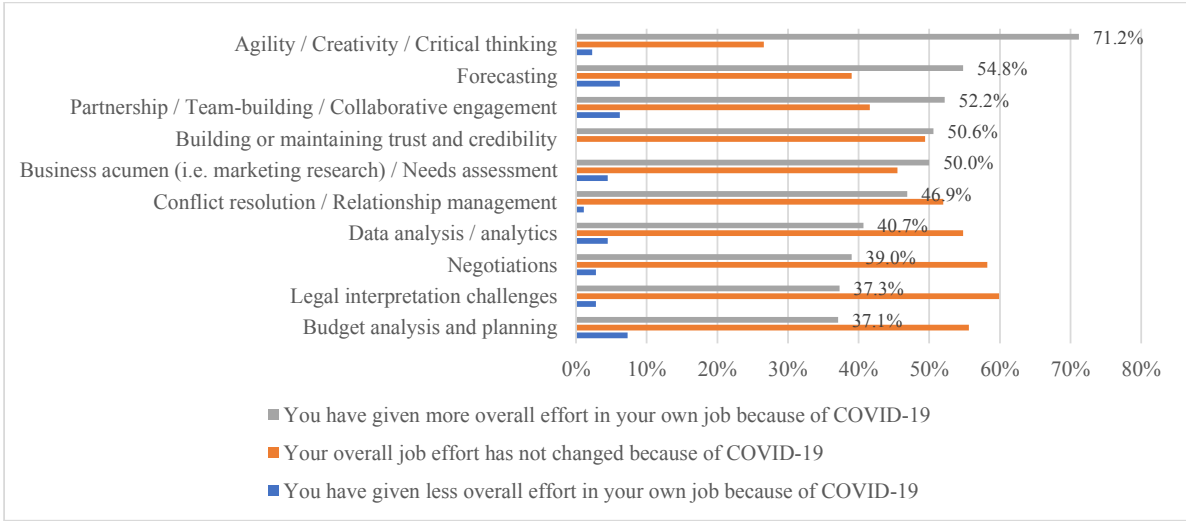 Agility / Creativity / Critical thinking
71.2%
Forecasting
54.8%
Partnership / Team-building / Collaborative engagement
52.2%
Building or maintaining trust and credibility
50.6%
Business acumen (i.e. marketing research) / Needs assessment
50.0%
Conflict resolution / Relationship management
46.9%
Data analysis / analytics
40.7%
Negotiations
39.0%
Legal interpretation challenges
37.3%
Budget analysis and planning
37.1%
0% 10% 20% 30% 40% 50% 60% 70% 80%
You have given more overall effort in your own job because of COVID-19
Your overall job effort has not changed because of COVID-19
You have given less overall effort in your own job because of COVID-19